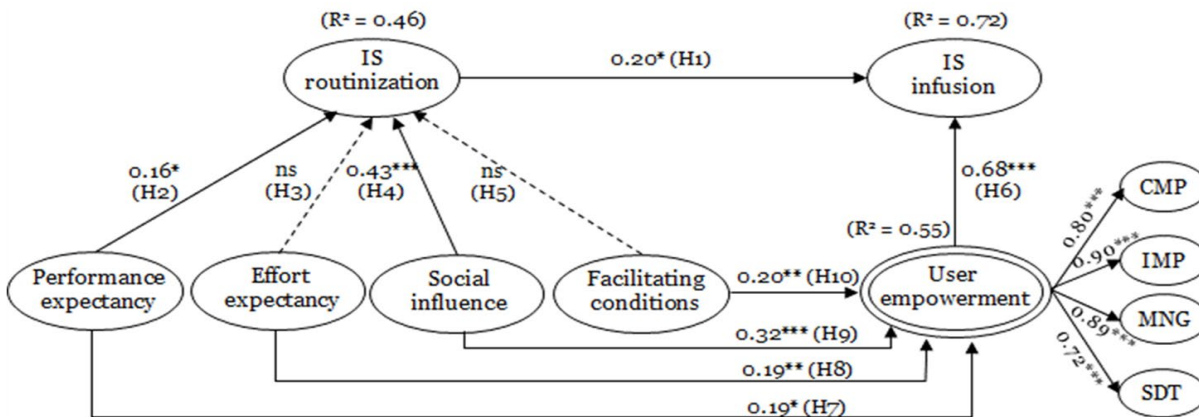 (R² = 0.46)
(R² = 0.72)
IS
routinization
0.20* (H1)
IS
infusion
0.16*
(H2)
ns
(H3)
0.43***
(H4)
ns
(H5)
0.68***
(H6)
(R² = 0.55)
Performance
expectancy
Effort
expectancy
Social
influence
Facilitating
conditions
0.20** (H10)
User
empowerment
0.80***
CMP
0.90***
IMP
0.89***
MNG
0.72***
SDT
0.32*** (H9)
0.19** (H8)
0.19* (H7)